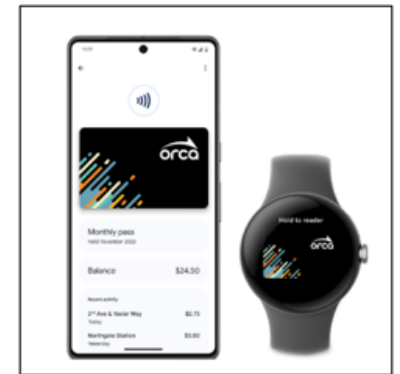 orca
Monthly pass
Valid November 2022
Balance $24.50
Recent activity
2nd Ave & Yesler Way $2.75
Today
Northgate Station $3.00
Yesterday
Hold to reader
orca